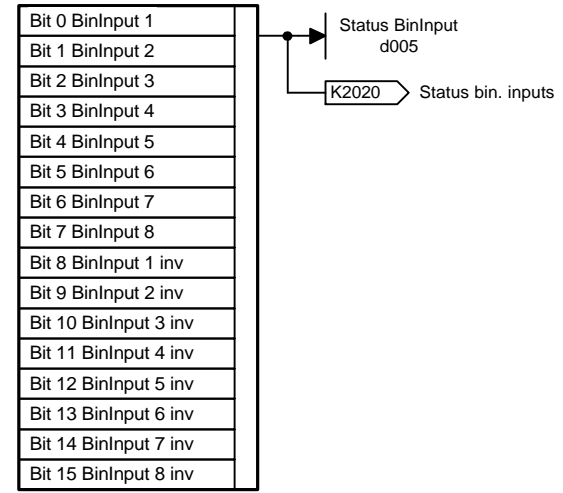 Bit 0 BinInput 1
Bit 1 BinInput 2
Bit 2 BinInput 3
Bit 3 BinInput 4
Bit 4 BinInput 5
Bit 5 BinInput 6
Bit 6 BinInput 7
Bit 7 BinInput 8
Bit 8 BinInput 1 inv
Bit 9 BinInput 2 inv
Bit 10 BinInput 3 inv
Bit 11 BinInput 4 inv
Bit 12 BinInput 5 inv
Bit 13 BinInput 6 inv
Bit 14 BinInput 7 inv
Bit 15 BinInput 8 inv
Status BinInput
d005
K2020 Status bin. inputs